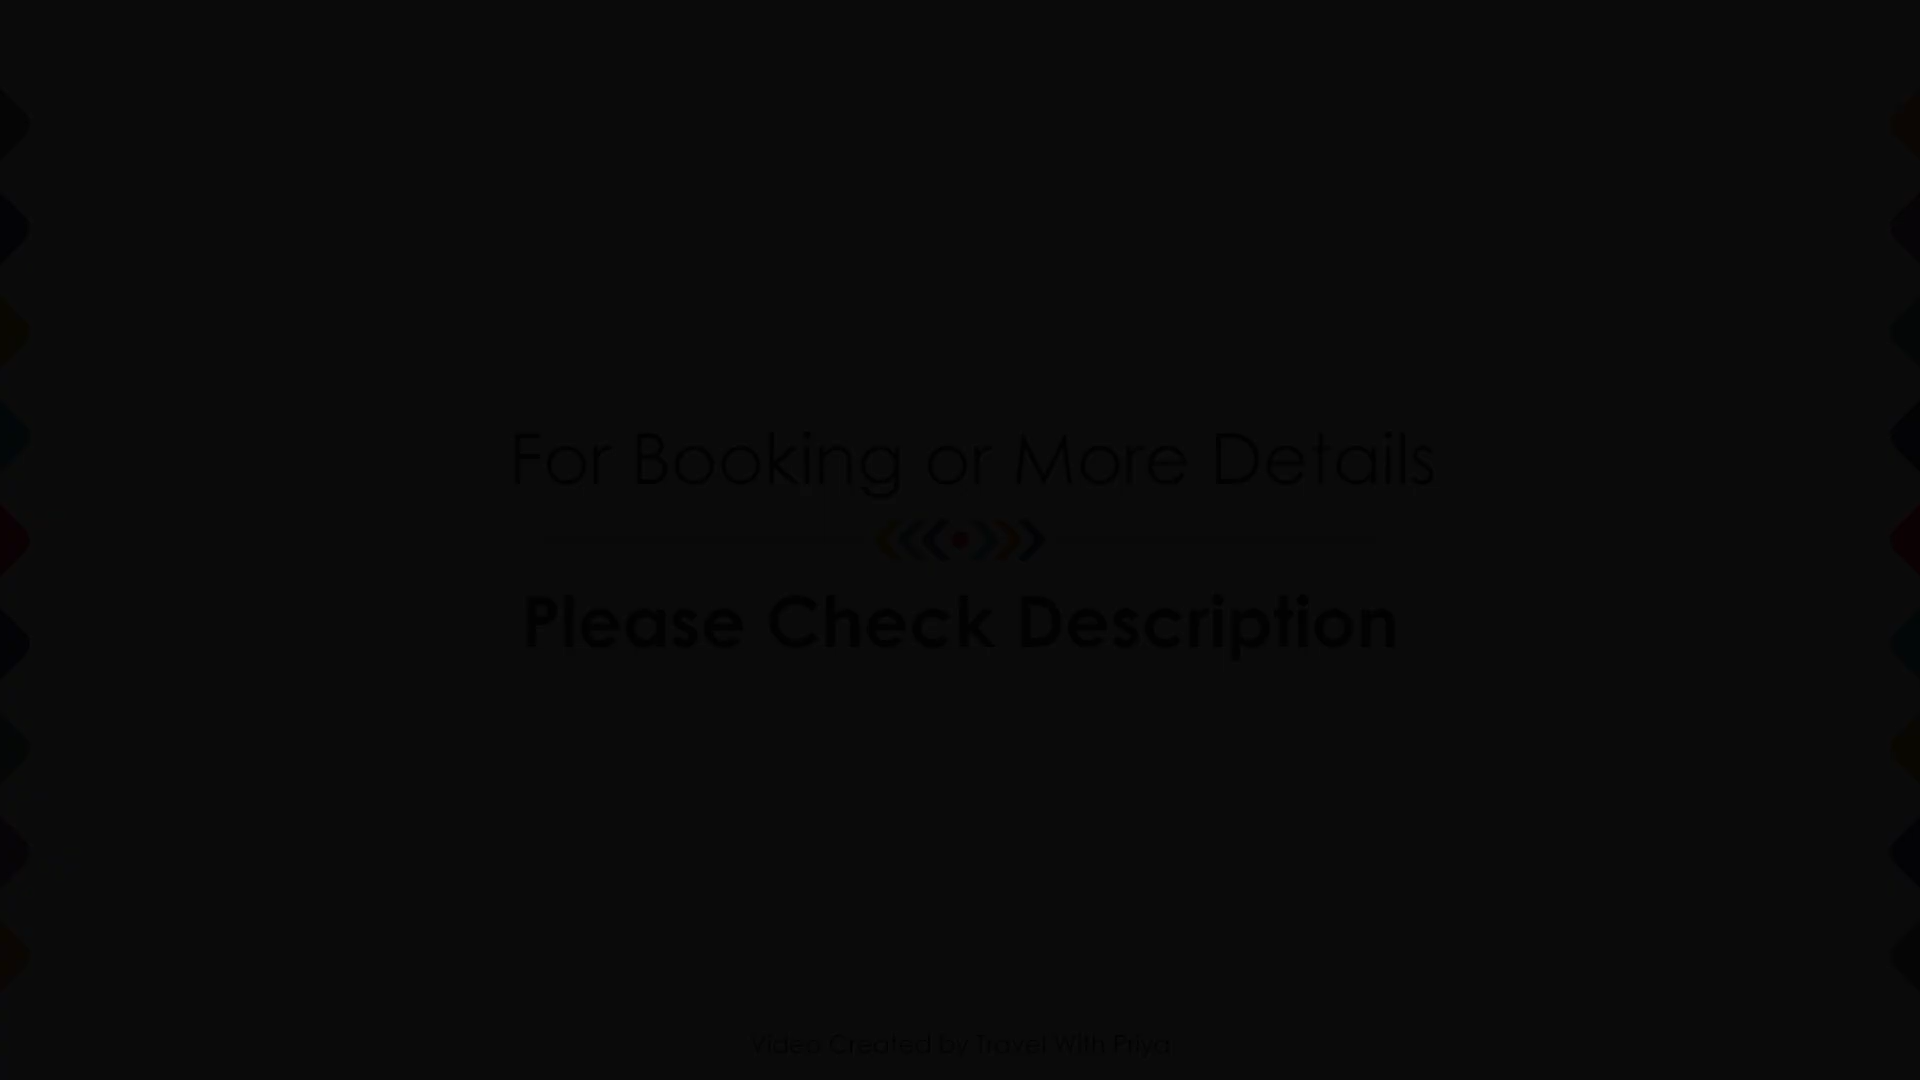 For Booking or More Details
Please Check Description
Video Created by Travel With Priya